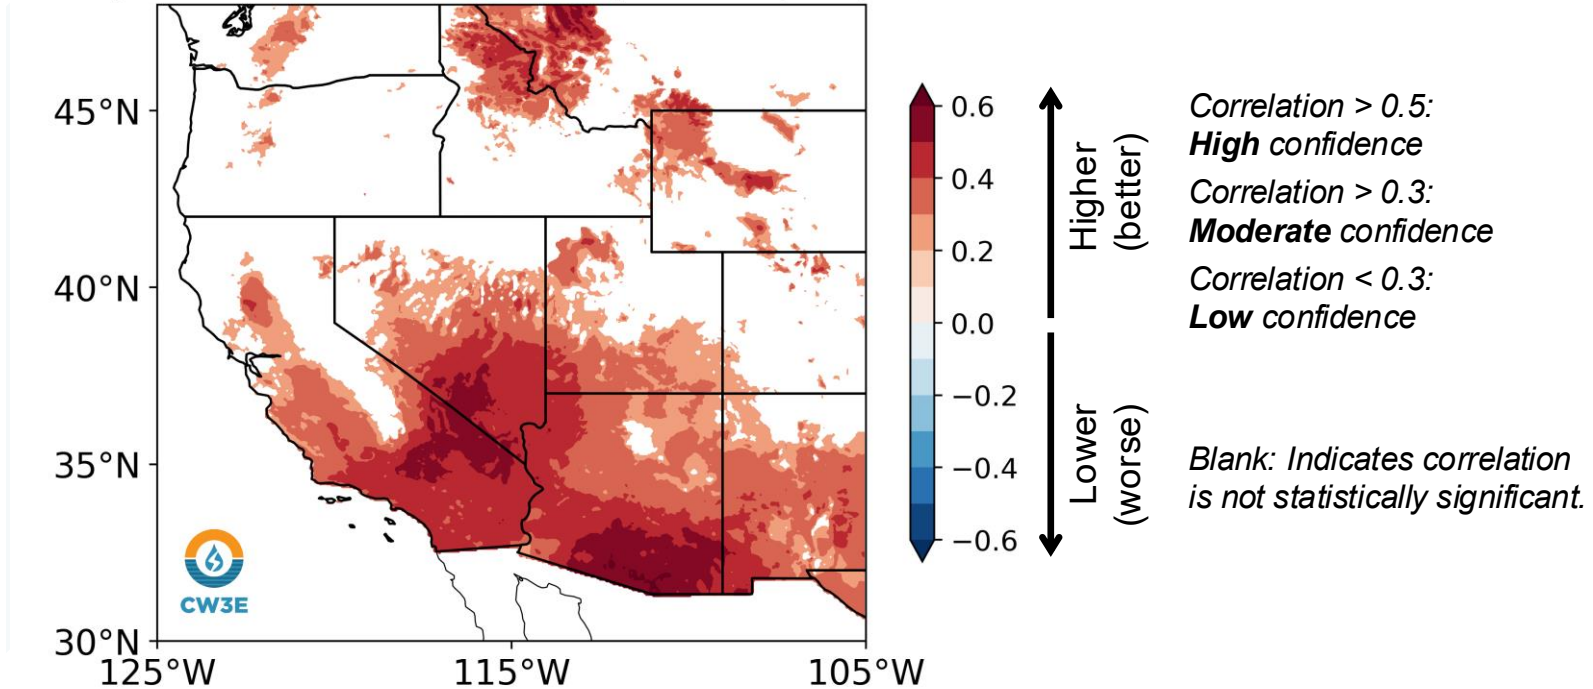 45°N
40°N
35°N
30°N
125°W
115°W
105°W
CW3E
0.6
0.4
0.2
0.0
−0.2
−0.4
−0.6
Higher
(better)
Lower
(worse)
Correlation > 0.5:
High confidence
Correlation > 0.3:
Moderate confidence
Correlation < 0.3:
Low confidence
Blank: Indicates correlation
is not statistically significant.